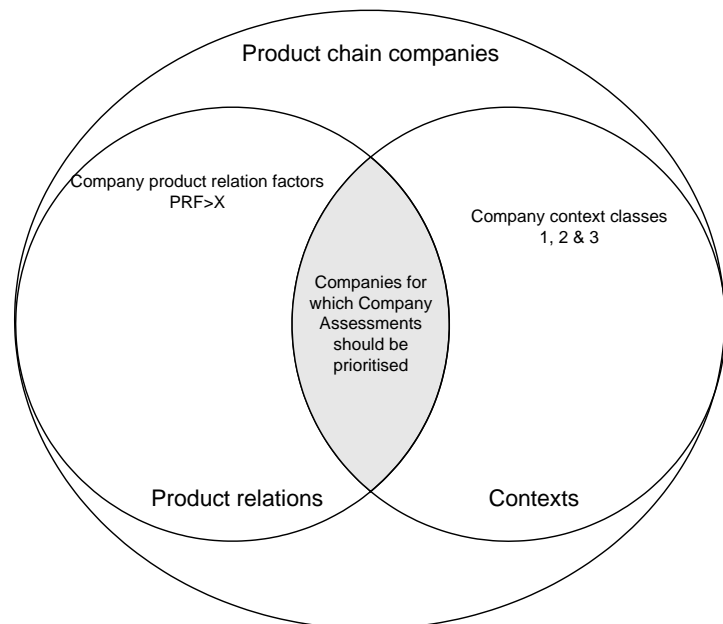 Product chain companies
Company product relation factors
PRF>X
Company context classes
1, 2 & 3
Companies for
which Company
Assessments
should be
prioritised
Product relations
Contexts